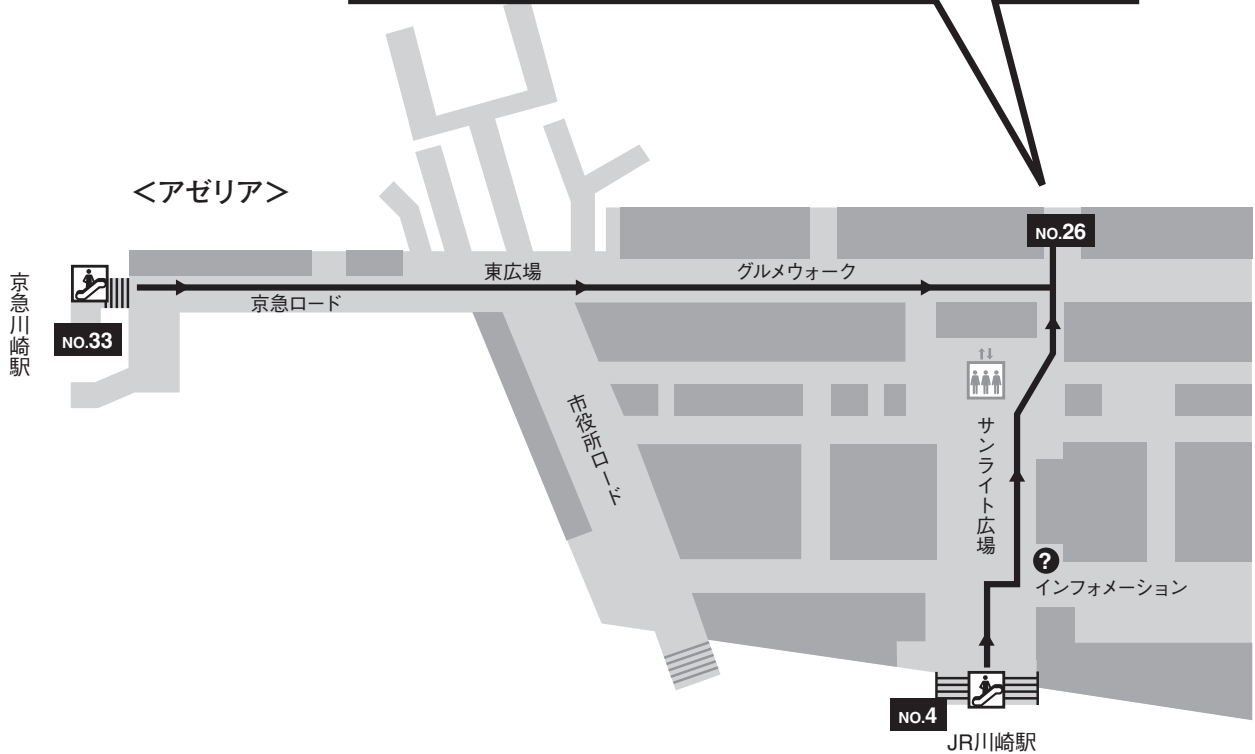 <アゼリア>
NO.26
東広場
グルメウォーク
京急川崎駅
京急ロード
NO.33
市役所ロード
サンライト広場
?
インフォメーション
NO.4
JR川崎駅